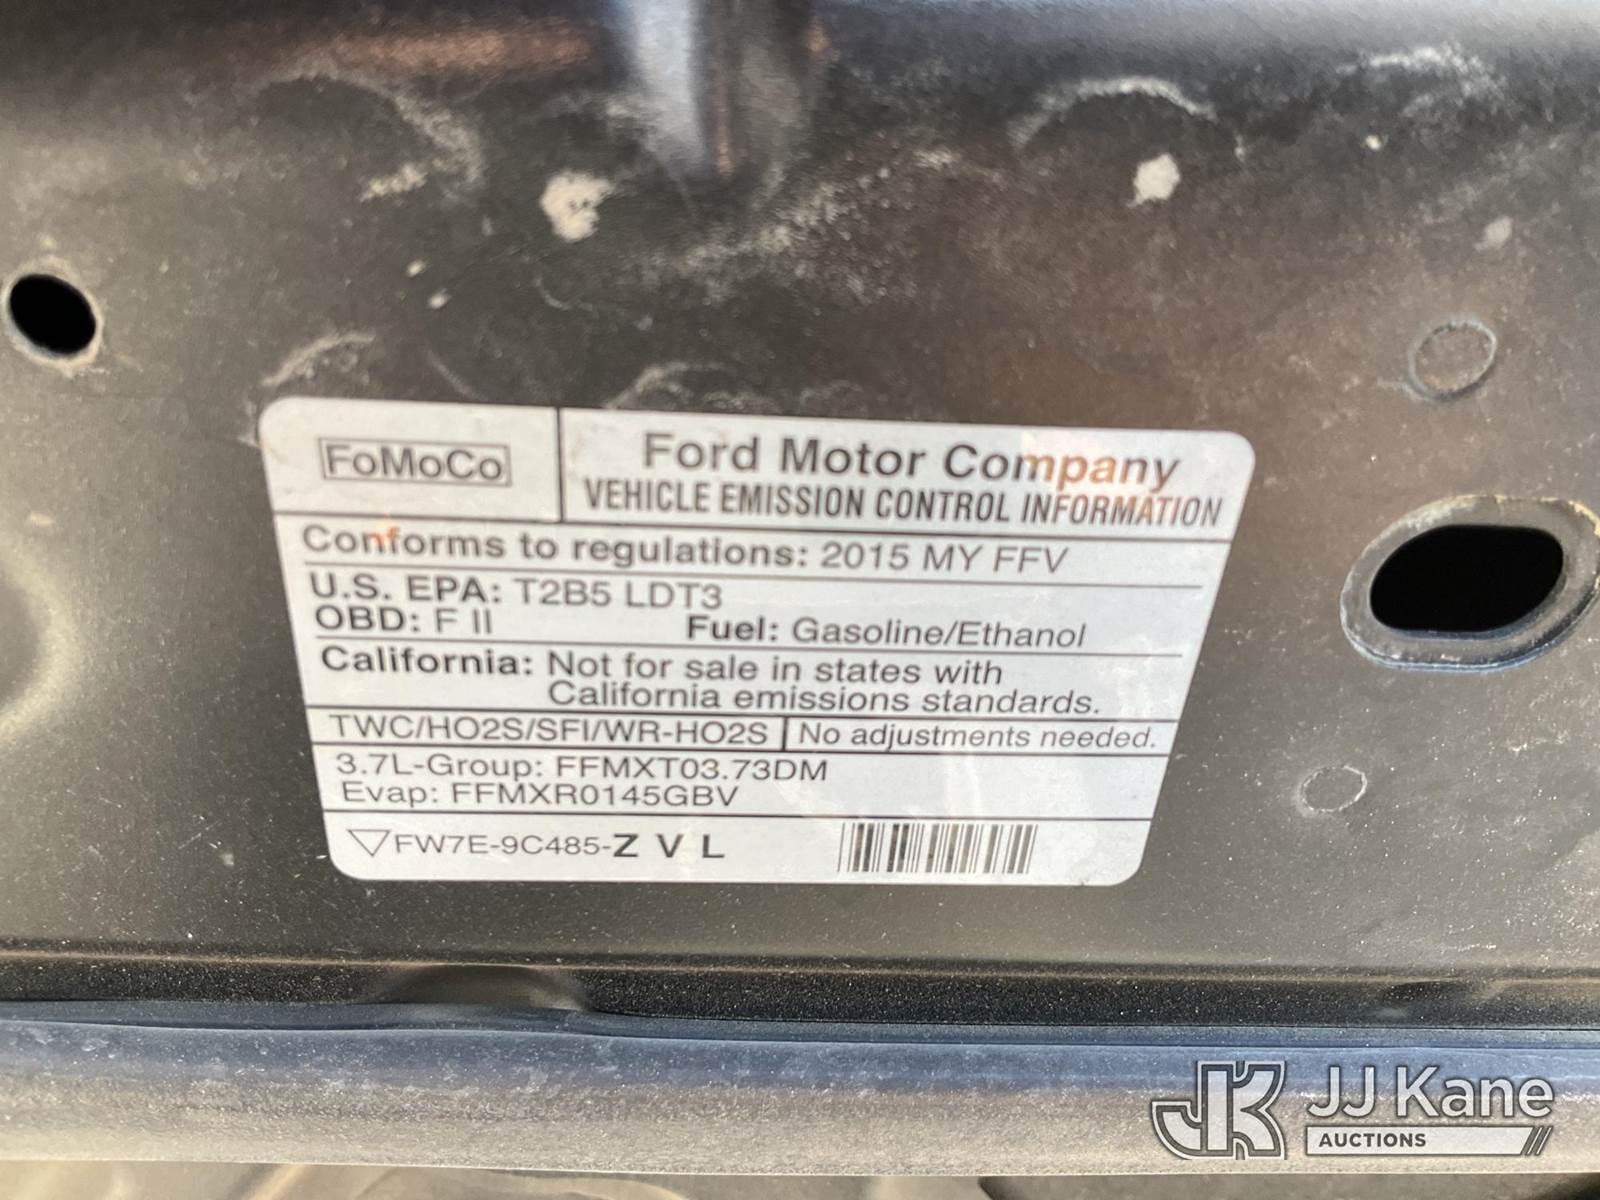 FoMoCo
Ford Motor Company
VEHICLE EMISSION CONTROL INFORMATION
Conforms to regulations: 2015 MY FFV
U.S. EPA: T2B5 LDT3
OBD: F II Fuel: Gasoline/Ethanol
California: Not for sale in states with
California emissions standards.
TWC/HO2S/SFI/WR-HO2S No adjustments needed.
3.7L-Group: FFMXT03.73DM
Evap: FFMXR0145GBV
FW7E-9C485-Z V L
JK JJ Kane
AUCTIONS